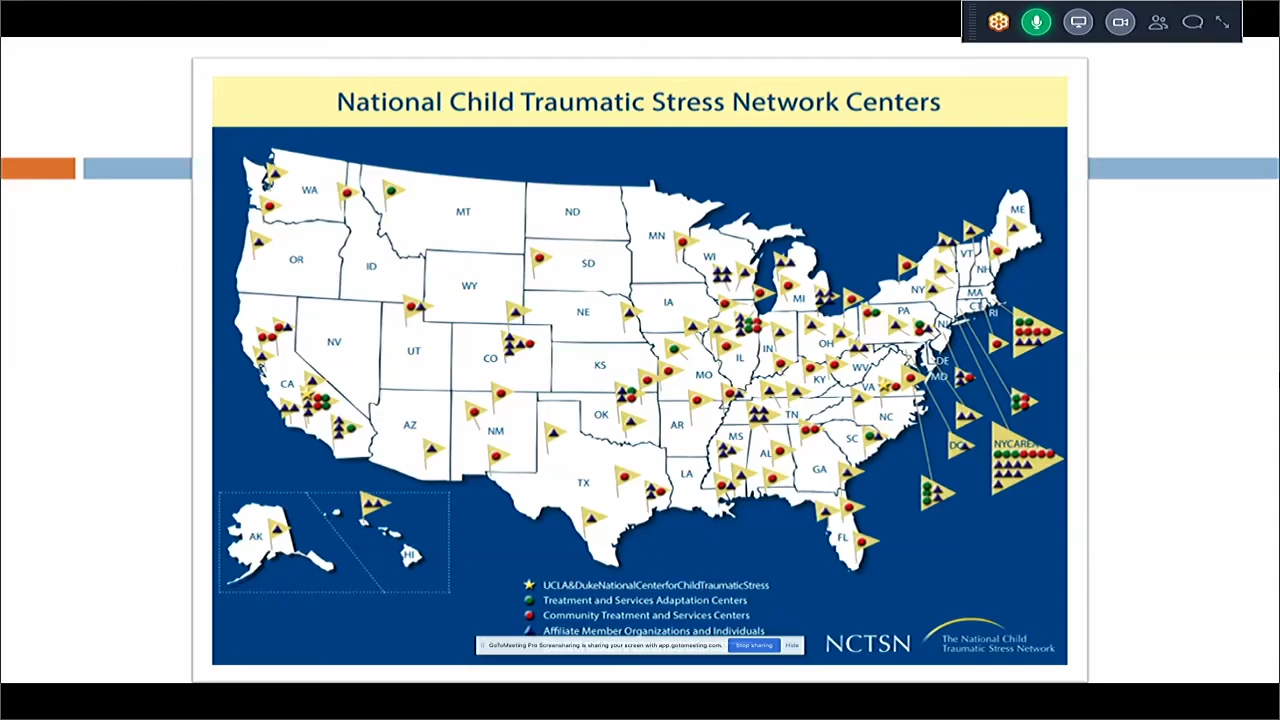 National Child Traumatic Stress Network Centers
WA
MT
ND
MN
ME
OR
ID
SD
WI
VT
NH
WY
MI
NY
MA
CT
RI
IA
NE
PA
NJ
NV
UT
CO
IL
IN
OH
DE
MD
KS
MO
WV
CA
KY
VA
AZ
NM
OK
AR
TN
NC
MS
AL
SC
DC
NYC AREA
TX
LA
GA
FL
AK
HI
UCLA&DukeNationalCenterforChildTraumaticStress
Treatment and Services Adaptation Centers
Community Treatment and Services Centers
Affiliate Member Organizations and Individuals
GoToMeeting Pro Screensharing is sharing your screen with app.gotomeeting.com.
Stop sharing
Hide
NCTSN
The National Child
Traumatic Stress Network